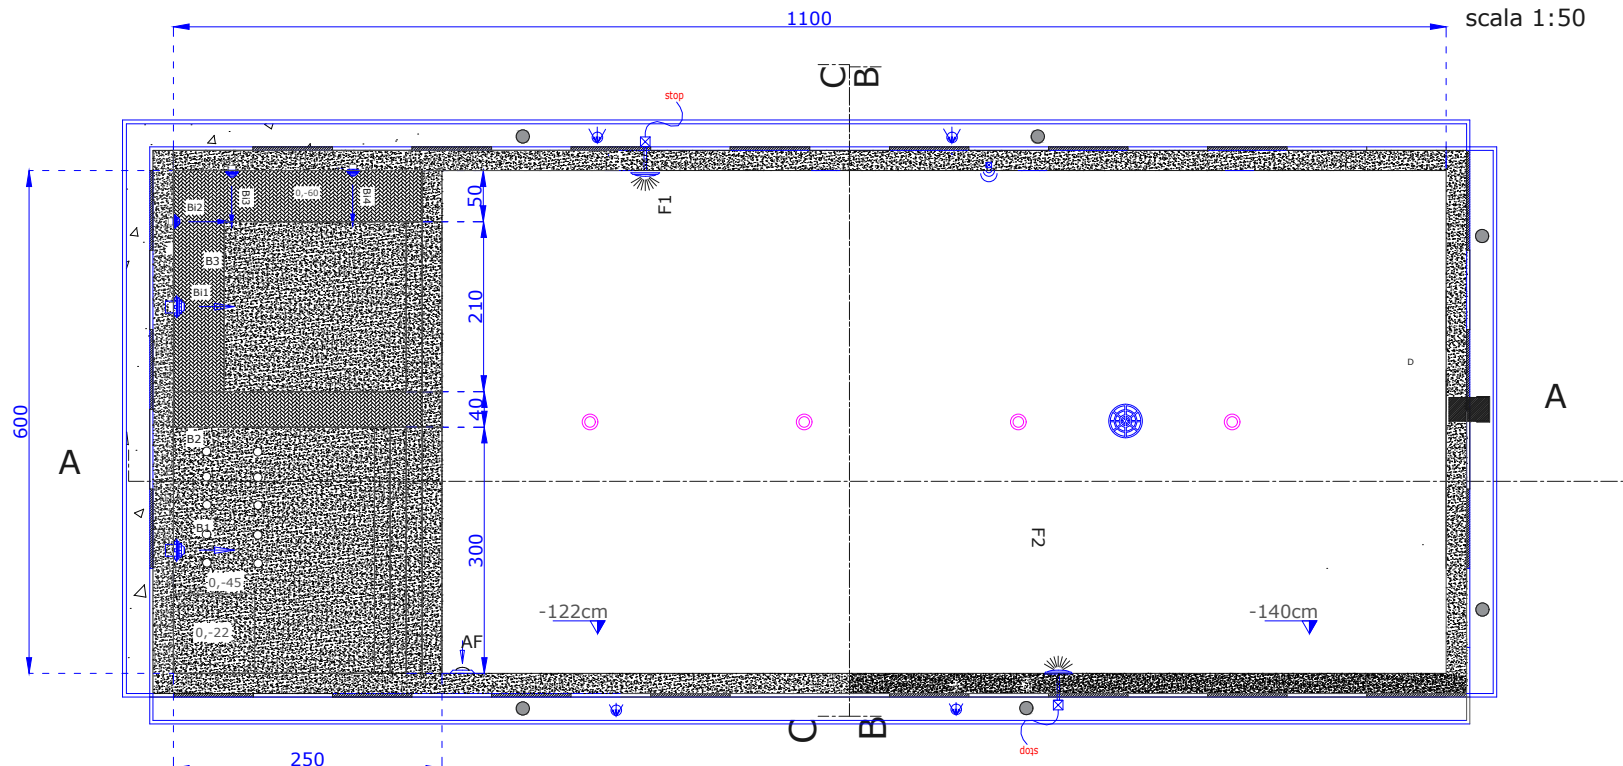 1100
scala 1:50
C
B
stop
50
Bi3
0,-60
Bi4
Bi2
F1
B3
Bi1
210
D
A
40
600
B2
A
B1
300
F2
0,-45
-122cm
-140cm
0,-22
AF
C
B
stop
250